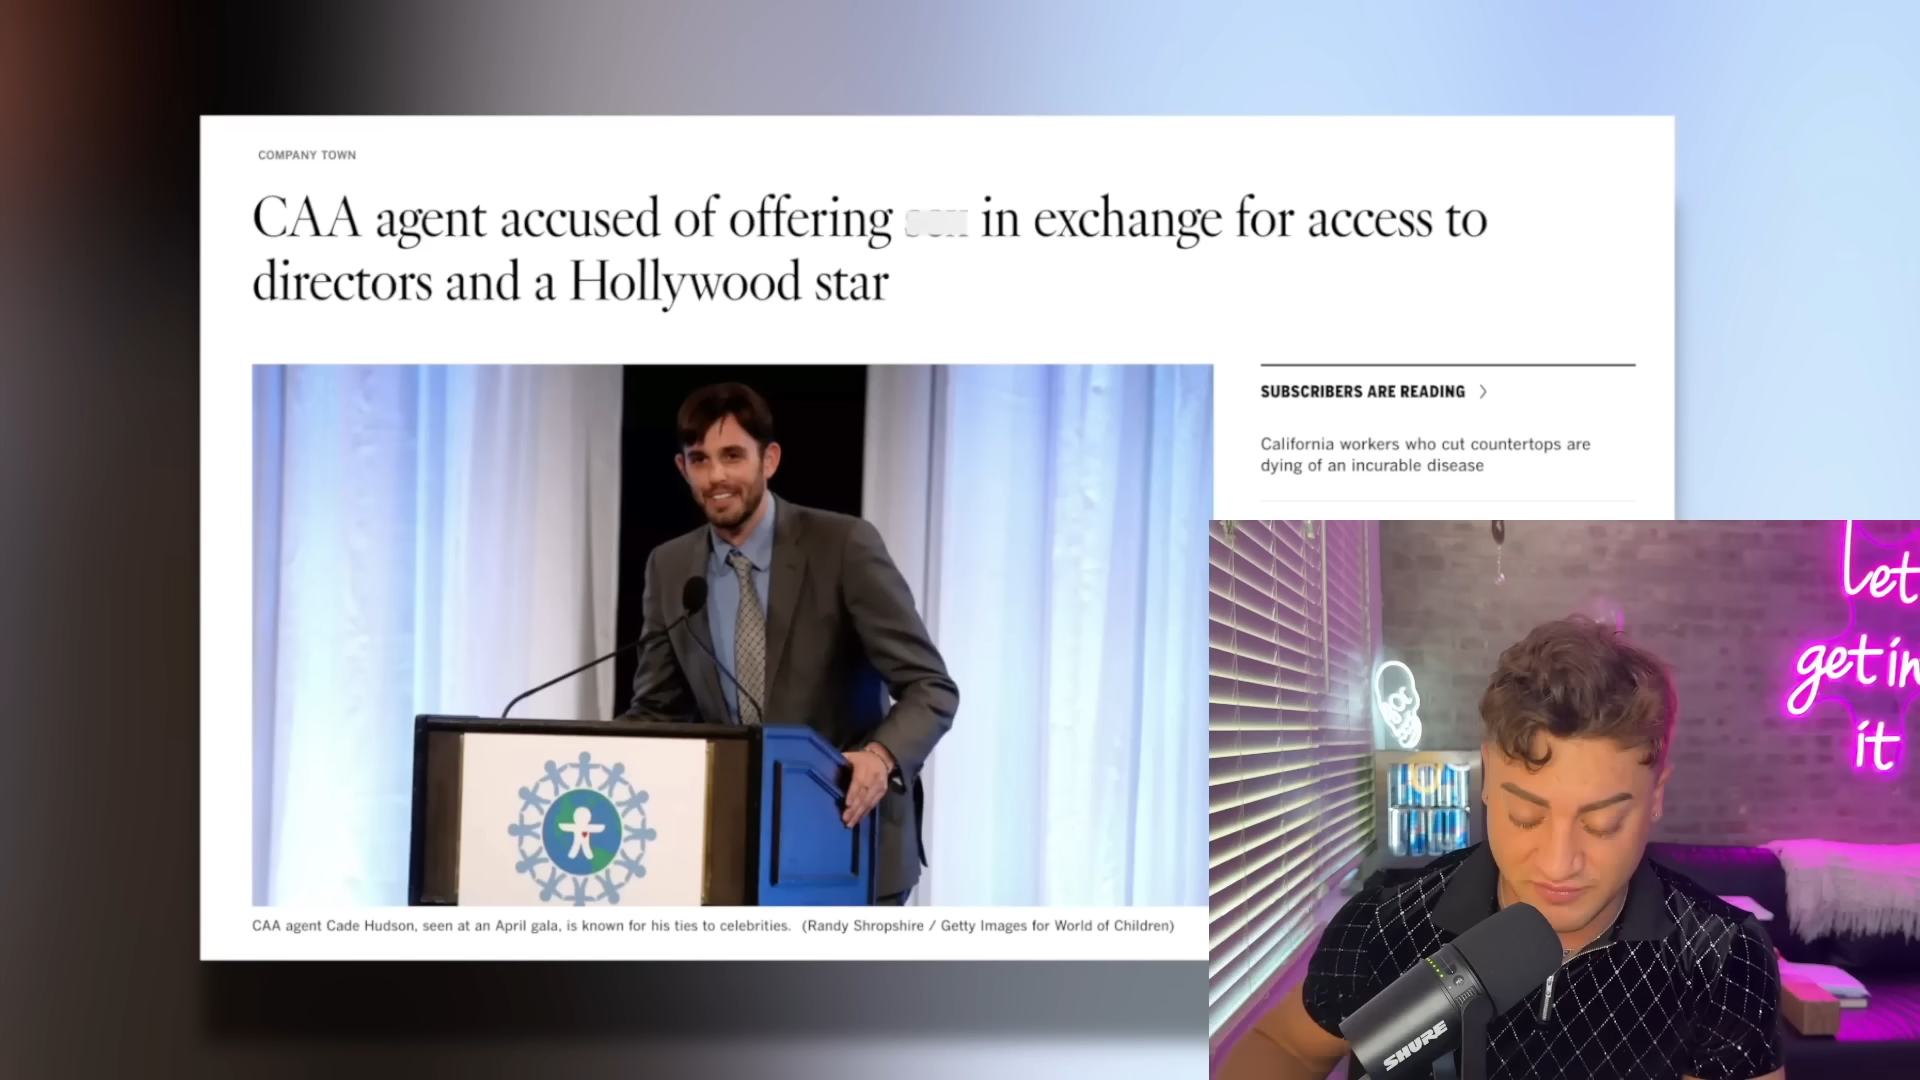 COMPANY TOWN
CAA agent accused of offering in exchange for access to
directors and a Hollywood star
SUBSCRIBERS ARE READING
California workers who cut countertops are
dying of an incurable disease
CAA agent Cade Hudson, seen at an April gala, is known for his ties to celebrities. (Randy Shropshire / Getty Images for World of Children)
Let
get in
it
SHURE